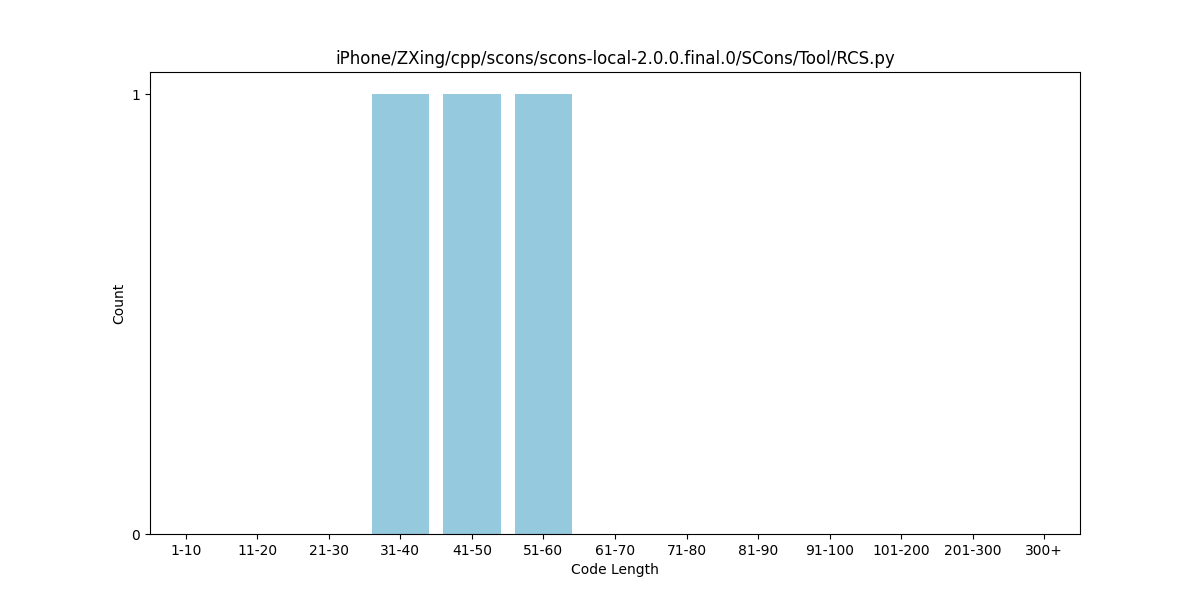 iPhone/ZXing/cpp/scons/scons-local-2.0.0.final.0/SCons/Tool/RCS.py
1
Count
0
1-10 11-20 21-30 31-40 41-50 51-60 61-70 71-80 81-90 91-100 101-200 201-300 300+
Code Length